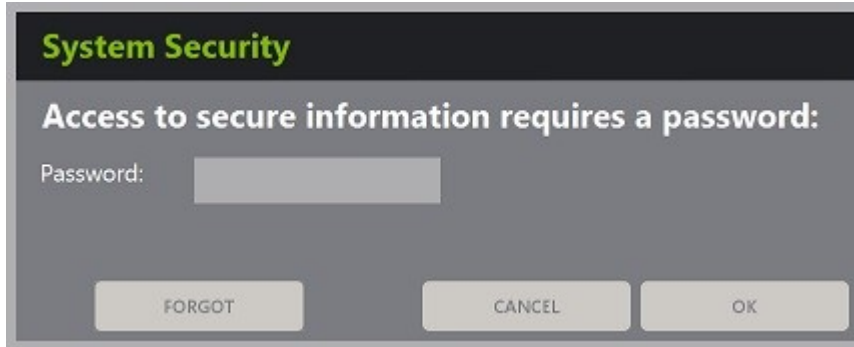 System Security
Access to secure information requires a password:
Password:
FORGOT CANCEL OK